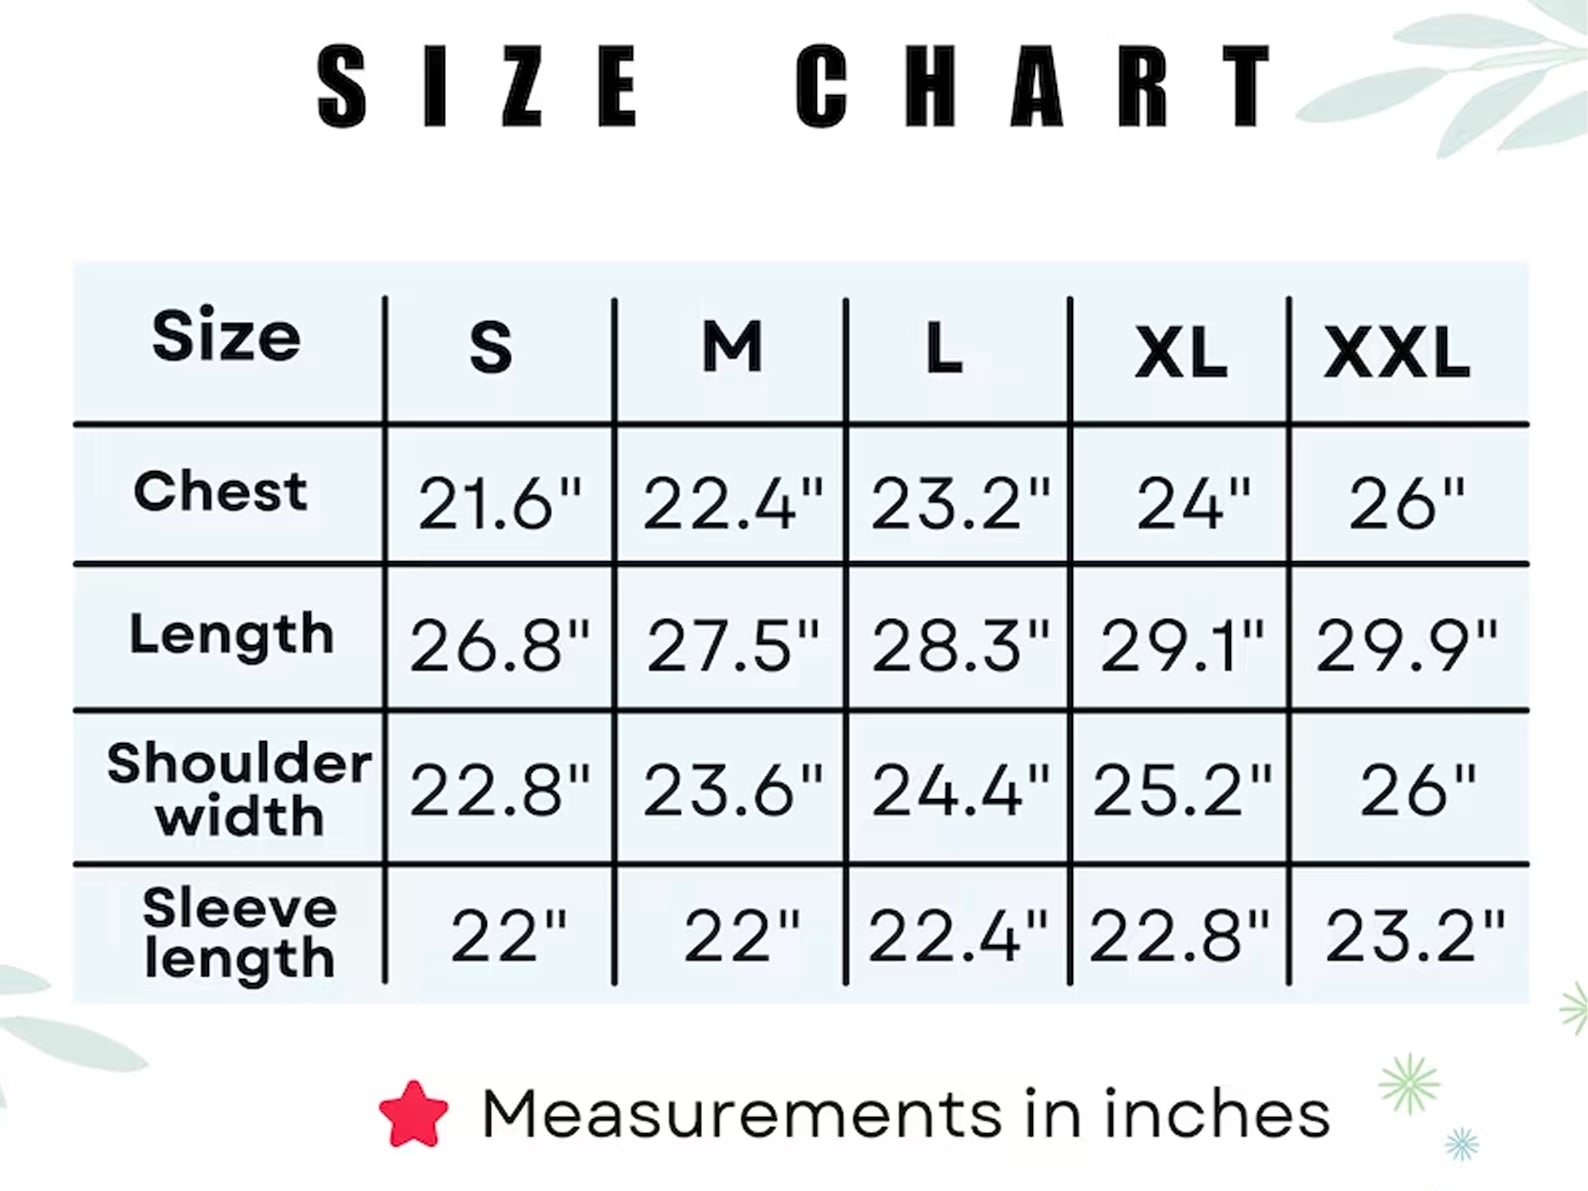 SIZE CHART
Size S M L XL XXL
Chest 21.6" 22.4" 23.2" 24" 26"
Length 26.8" 27.5" 28.3" 29.1" 29.9"
Shoulder
width 22.8" 23.6" 24.4" 25.2" 26"
Sleeve
length 22" 22" 22.4" 22.8" 23.2"
Measurements in inches